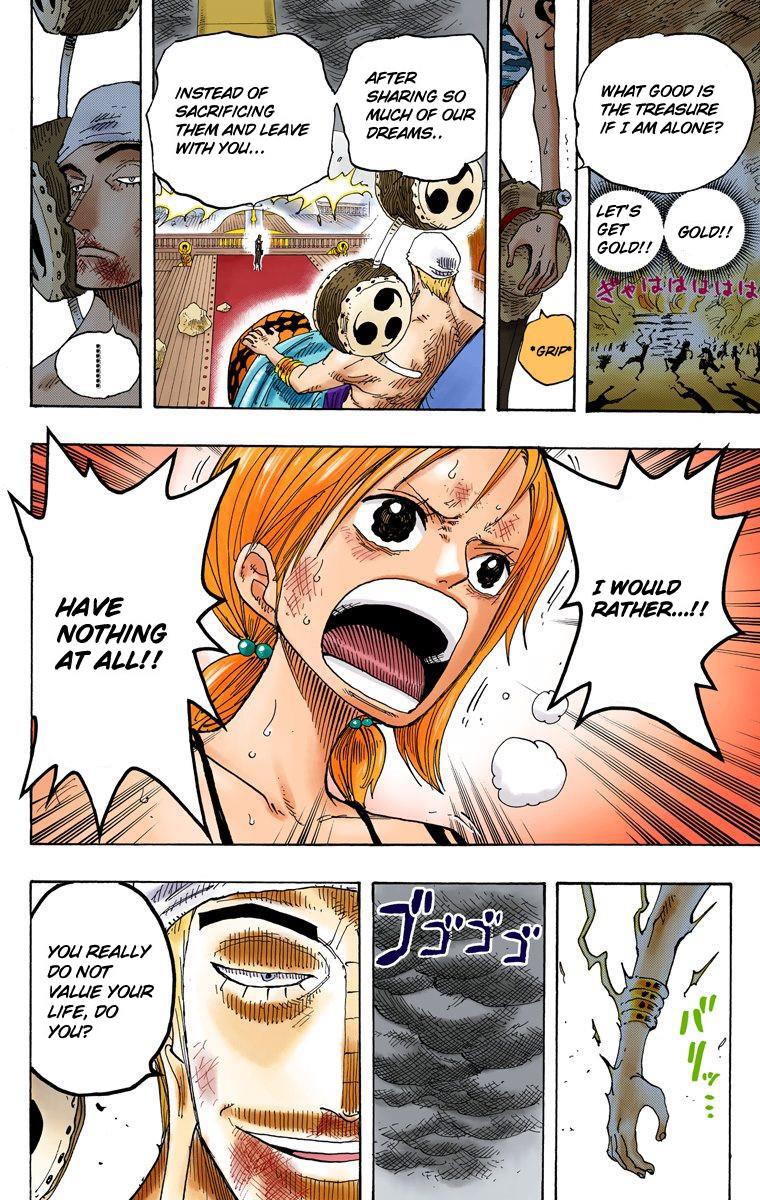 WHAT GOOD IS
THE TREASURE
IF I AM ALONE?
GOLD!!
LET'S
GET
GOLD!!
ぎゃはははははは
*GRIP*
AFTER
SHARING SO
MUCH OF OUR
DREAMS..
INSTEAD OF
SACRIFICING
THEM AND LEAVE
WITH YOU...
I WOULD
RATHER...!!
HAVE
NOTHING
AT ALL!!
バリッ…
ゴゴゴゴ
YOU REALLY
DO NOT
VALUE YOUR
LIFE, DO
YOU?